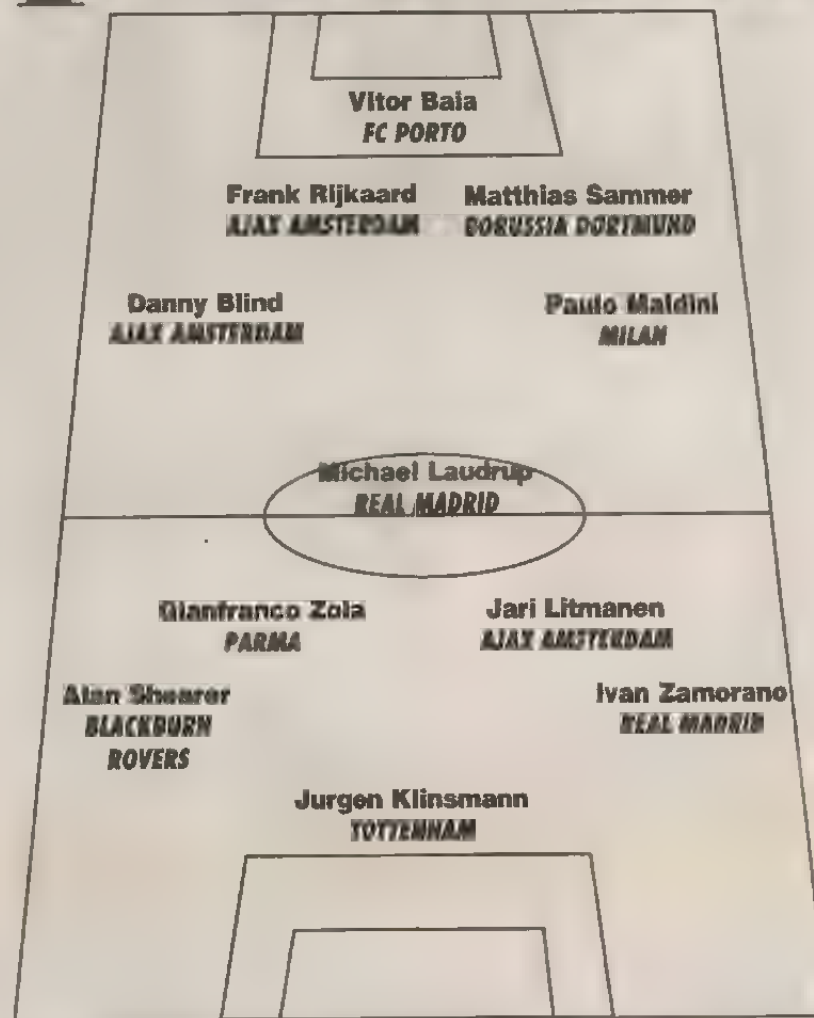 Vitor Baia
FC PORTO
Frank Rijkaard
AJAX AMSTERDAM
Matthias Sammer
BORUSSIA DORTMUND
Danny Blind
AJAX AMSTERDAM
Paulo Maldini
MILAN
Michael Laudrup
REAL MADRID
Gianfranco Zola
PARMA
Jari Litmanen
AJAX AMSTERDAM
Alan Shearer
BLACKBURN
ROVERS
Ivan Zamorano
REAL MADRID
Jurgen Klinsmann
TOTTENHAM